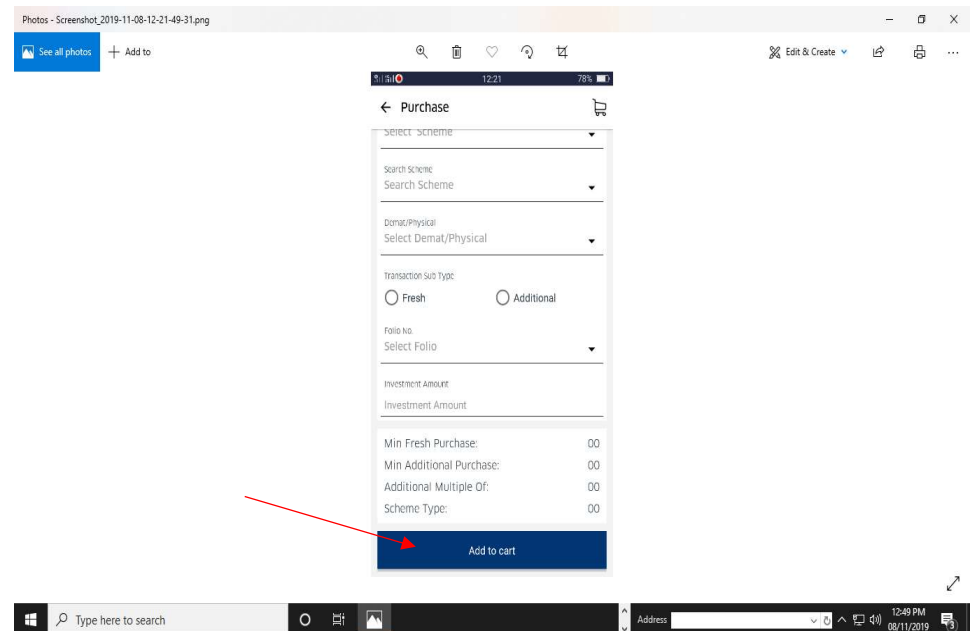 Photos - Screenshot_2019-11-08-12-21-49-31.png
See all photos + Add to Edit & Create
12:21 78%
Purchase
Select Scheme
Search Scheme
Search Scheme
Demat/Physical
Select Demat/Physical
Transaction Sub Type
Fresh Additional
Folio No.
Select Folio
Investment Amount
Investment Amount
Min Fresh Purchase: 00
Min Additional Purchase: 00
Additional Multiple Of: 00
Scheme Type: 00
Add to cart
Type here to search Address 12:49 PM
08/11/2019 3